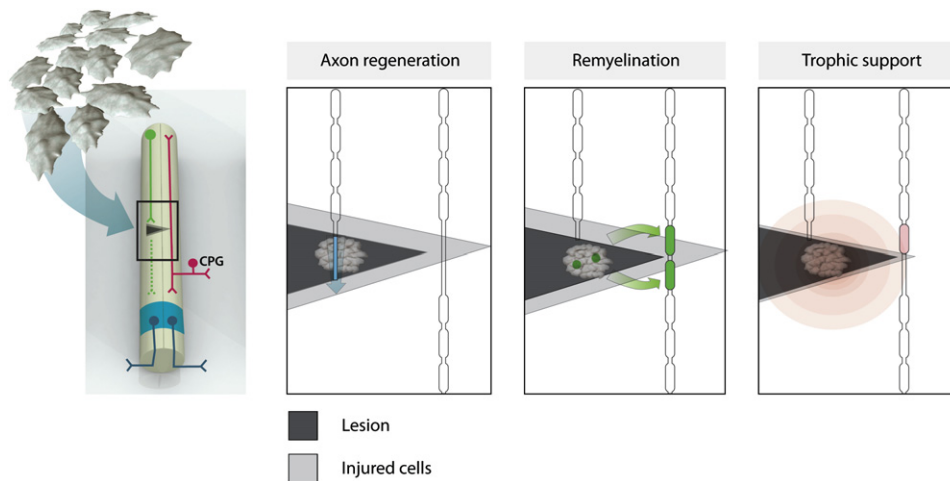 Axon regeneration
Remyelination
Trophic support
CPG
Lesion
Injured cells